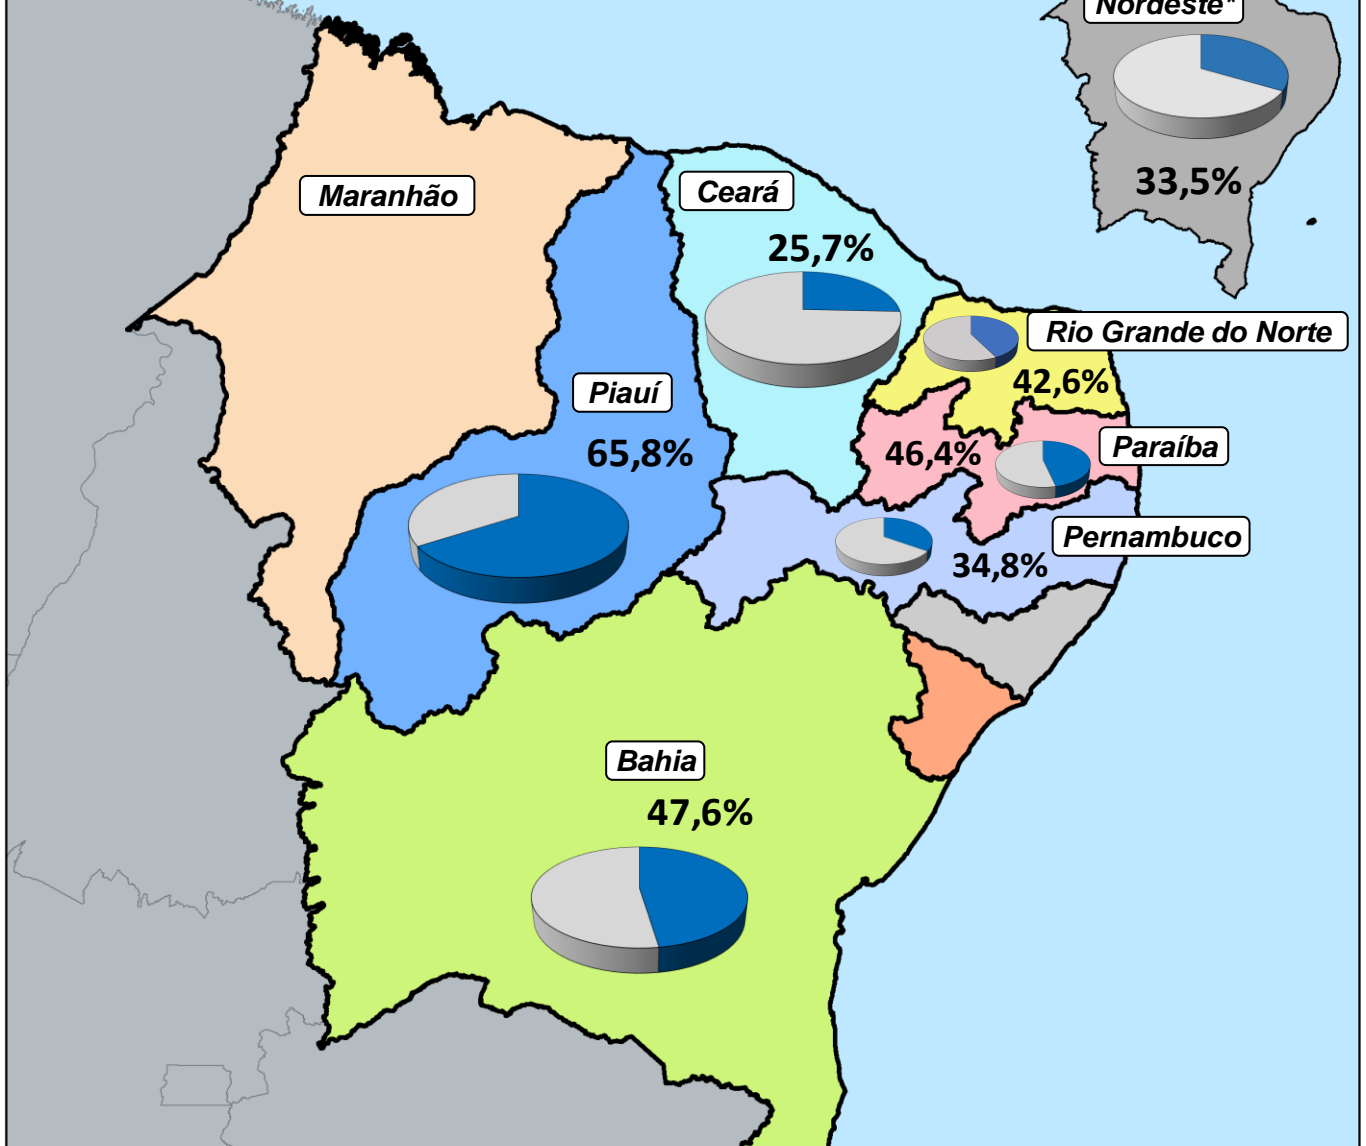 Nordeste*
33,5%
Maranhão
Ceará
25,7%
Rio Grande do Norte
42,6%
Piauí
65,8%
46,4%
Paraíba
Pernambuco
34,8%
Bahia
47,6%